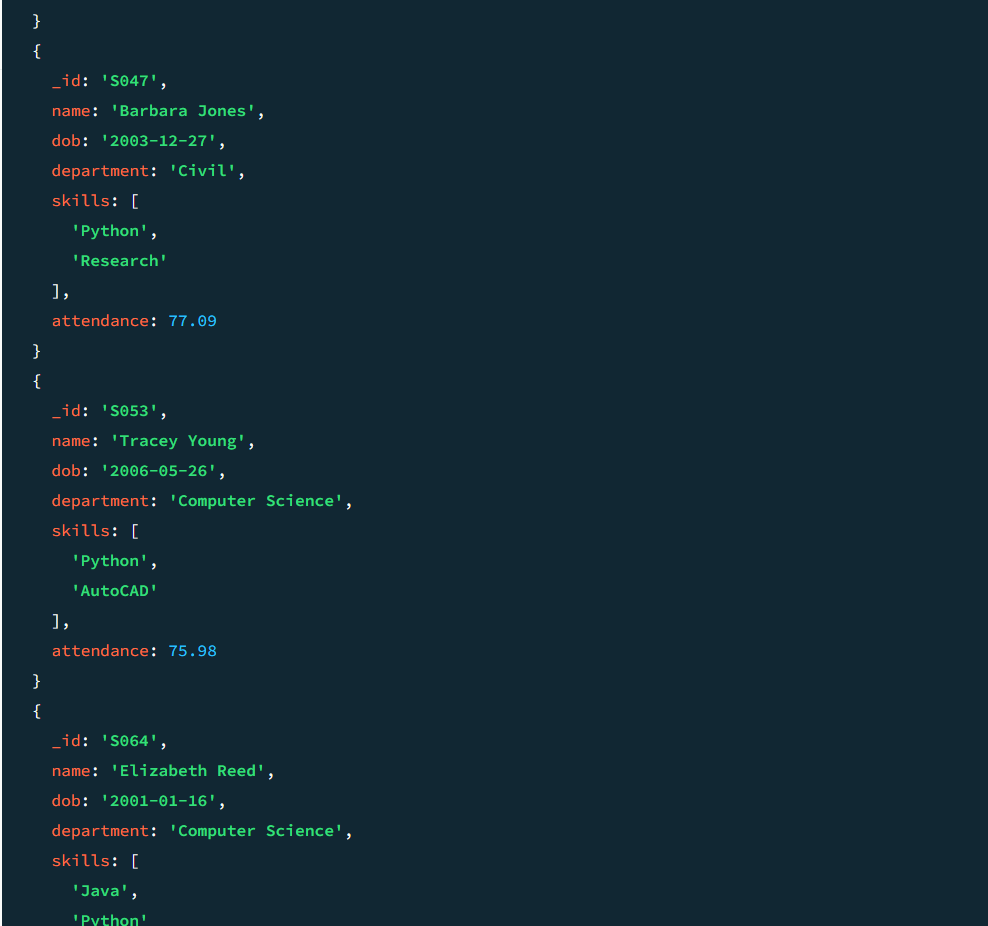 }
{
_id: 'S047',
name: 'Barbara Jones',
dob: '2003-12-27',
department: 'Civil',
skills: [
'Python',
'Research'
],
attendance: 77.09
}
{
_id: 'S053',
name: 'Tracey Young',
dob: '2006-05-26',
department: 'Computer Science',
skills: [
'Python',
'AutoCAD'
],
attendance: 75.98
}
{
_id: 'S064',
name: 'Elizabeth Reed',
dob: '2001-01-16',
department: 'Computer Science',
skills: [
'Java',
'Python'